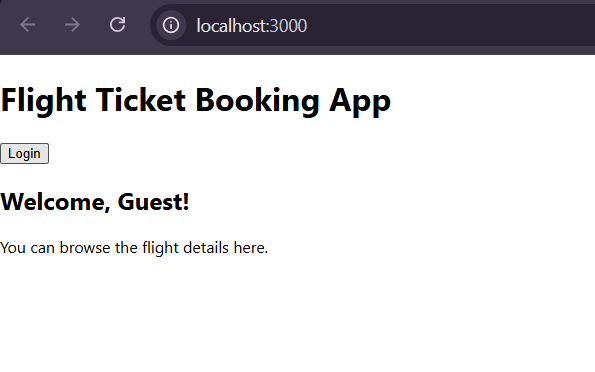 localhost:3000
Flight Ticket Booking App
Login
Welcome, Guest!
You can browse the flight details here.